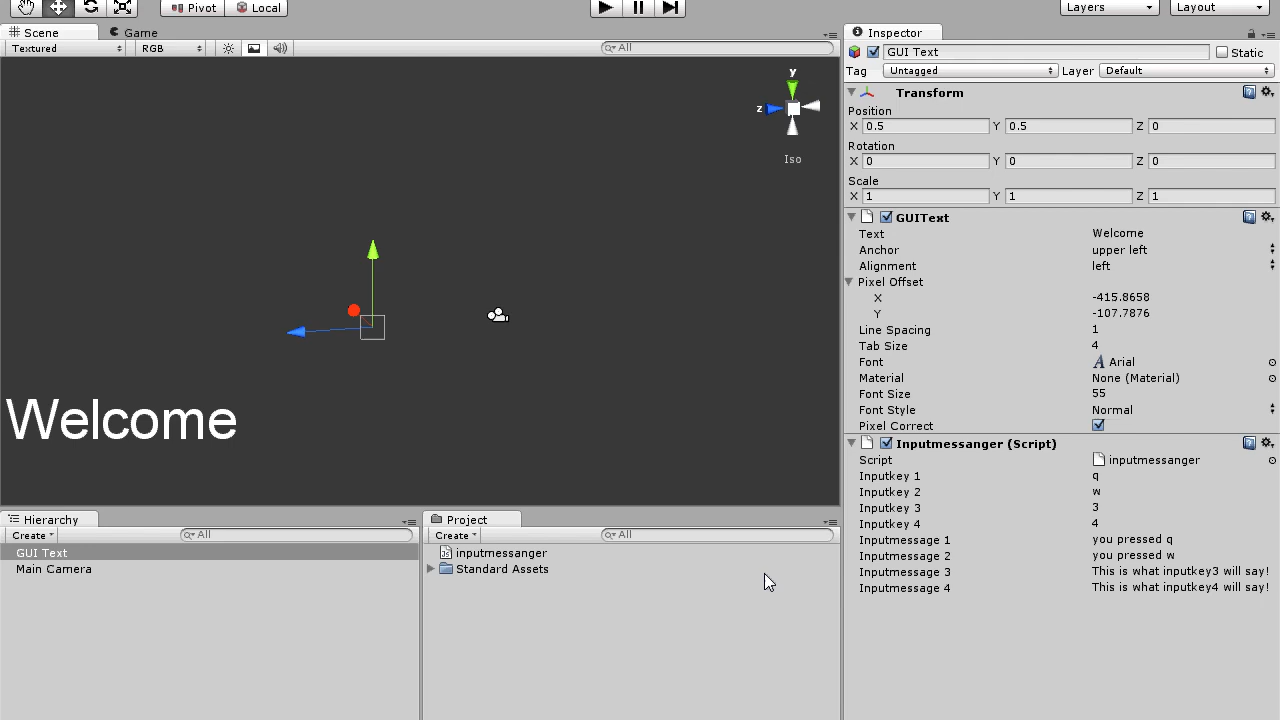 Pivot Local Layers Layout
Scene Game
Textured RGB All
y
z
Iso
Welcome
Hierarchy
Create All
GUI Text
Main Camera
Project
Create All
inputmessanger
Standard Assets
Inspector
GUI Text Static
Tag Untagged Layer Default
Transform
Position
X 0.5 Y 0.5 Z 0
Rotation
X 0 Y 0 Z 0
Scale
X 1 Y 1 Z 1
GUIText
Text Welcome
Anchor upper left
Alignment left
Pixel Offset
X -415.8658
Y -107.7876
Line Spacing 1
Tab Size 4
Font Arial
Material None (Material)
Font Size 55
Font Style Normal
Pixel Correct
Inputmessanger (Script)
Script inputmessanger
Inputkey 1 q
Inputkey 2 w
Inputkey 3 3
Inputkey 4 4
Inputmessage 1 you pressed q
Inputmessage 2 you pressed w
Inputmessage 3 This is what inputkey3 will say!
Inputmessage 4 This is what inputkey4 will say!